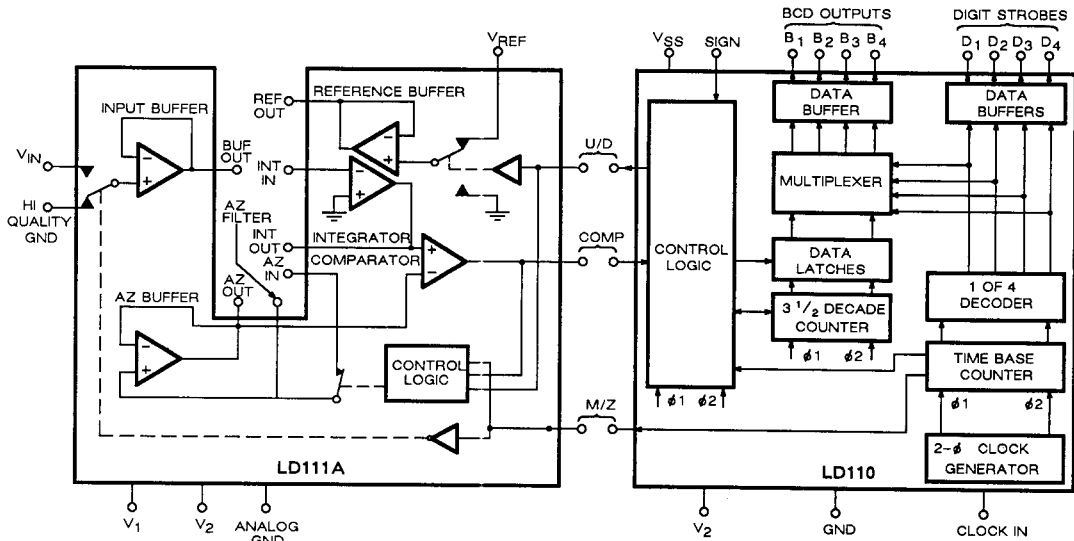 BCD OUTPUTS
DIGIT STROBES
B1 B2 B3 B4
D1 D2 D3 D4
VREF
VSS
SIGN
INPUT BUFFER
REF OUT
REFERENCE BUFFER
DATA BUFFER
DATA BUFFERS
VIN
BUF OUT
INT IN
U/D
MULTIPLEXER
HI QUALITY GND
AZ FILTER
INT OUT
INTEGRATOR
COMP
CONTROL LOGIC
DATA LATCHES
AZ IN
COMPARATOR
AZ OUT
1 OF 4 DECODER
AZ BUFFER
3 1/2 DECADE COUNTER
CONTROL LOGIC
ϕ1 ϕ2
TIME BASE COUNTER
ϕ1 ϕ2
M/Z
ϕ1 ϕ2
2-ϕ CLOCK GENERATOR
LD111A
LD110
V1
V2
ANALOG GND
V2
GND
CLOCK IN